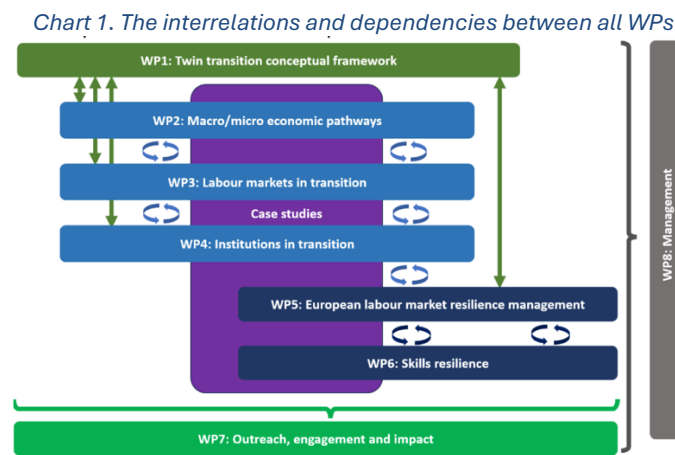 Chart 1. The interrelations and dependencies between all WPs
WP1: Twin transition conceptual framework
WP2: Macro/micro economic pathways
WP3: Labour markets in transition
Case studies
WP4: Institutions in transition
WP5: European labour market resilience management
WP6: Skills resilience
WP7: Outreach, engagement and impact
WP8: Management